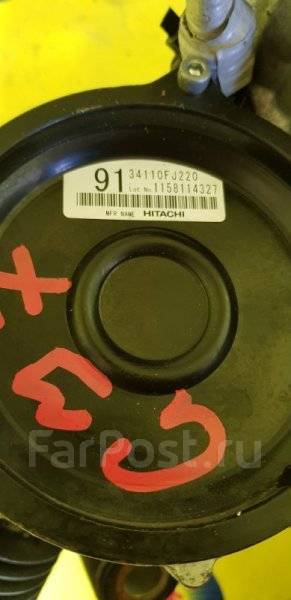 91 34110FJ220
Lot No. 1158114327
MFR NAME HITACHI
FarPost.ru